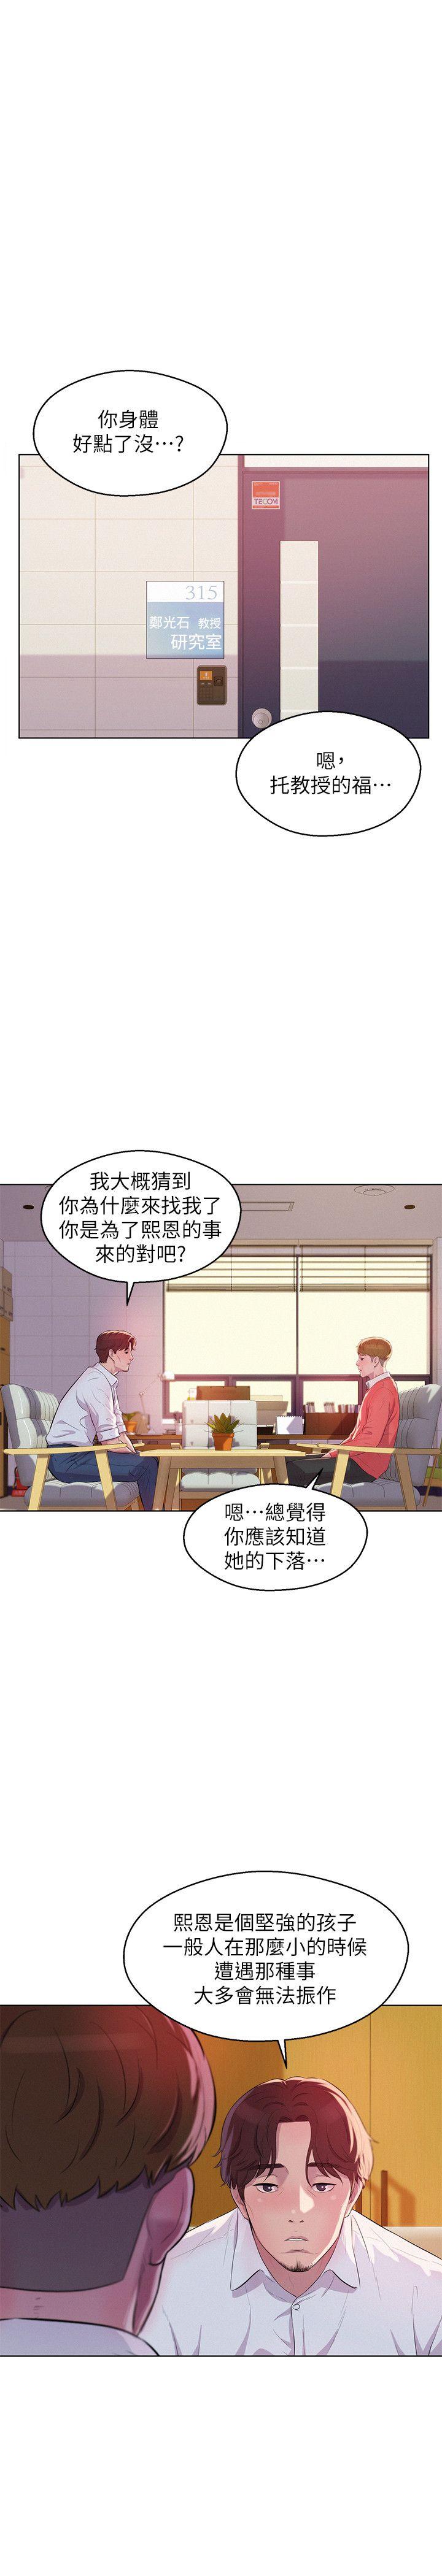 你身體
好點了沒…?
TECOM
315
鄭光石 教授
研究室
嗯,
托教授的福…
我大概猜到
你為什麼來找我了
你是為了熙恩的事
來的對吧?
嗯…總覺得
你應該知道
她的下落…
熙恩是個堅強的孩子
一般人在那麼小的時候
遭遇那種事
大多會無法振作